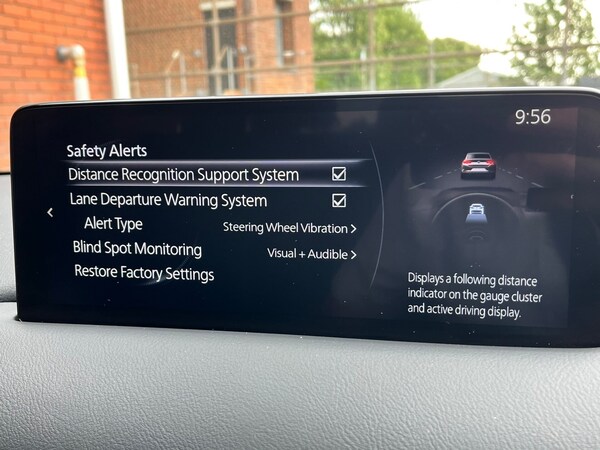 9:56
Safety Alerts
Distance Recognition Support System
Lane Departure Warning System
Alert Type Steering Wheel Vibration >
Blind Spot Monitoring Visual + Audible >
Restore Factory Settings
Displays a following distance
indicator on the gauge cluster
and active driving display.